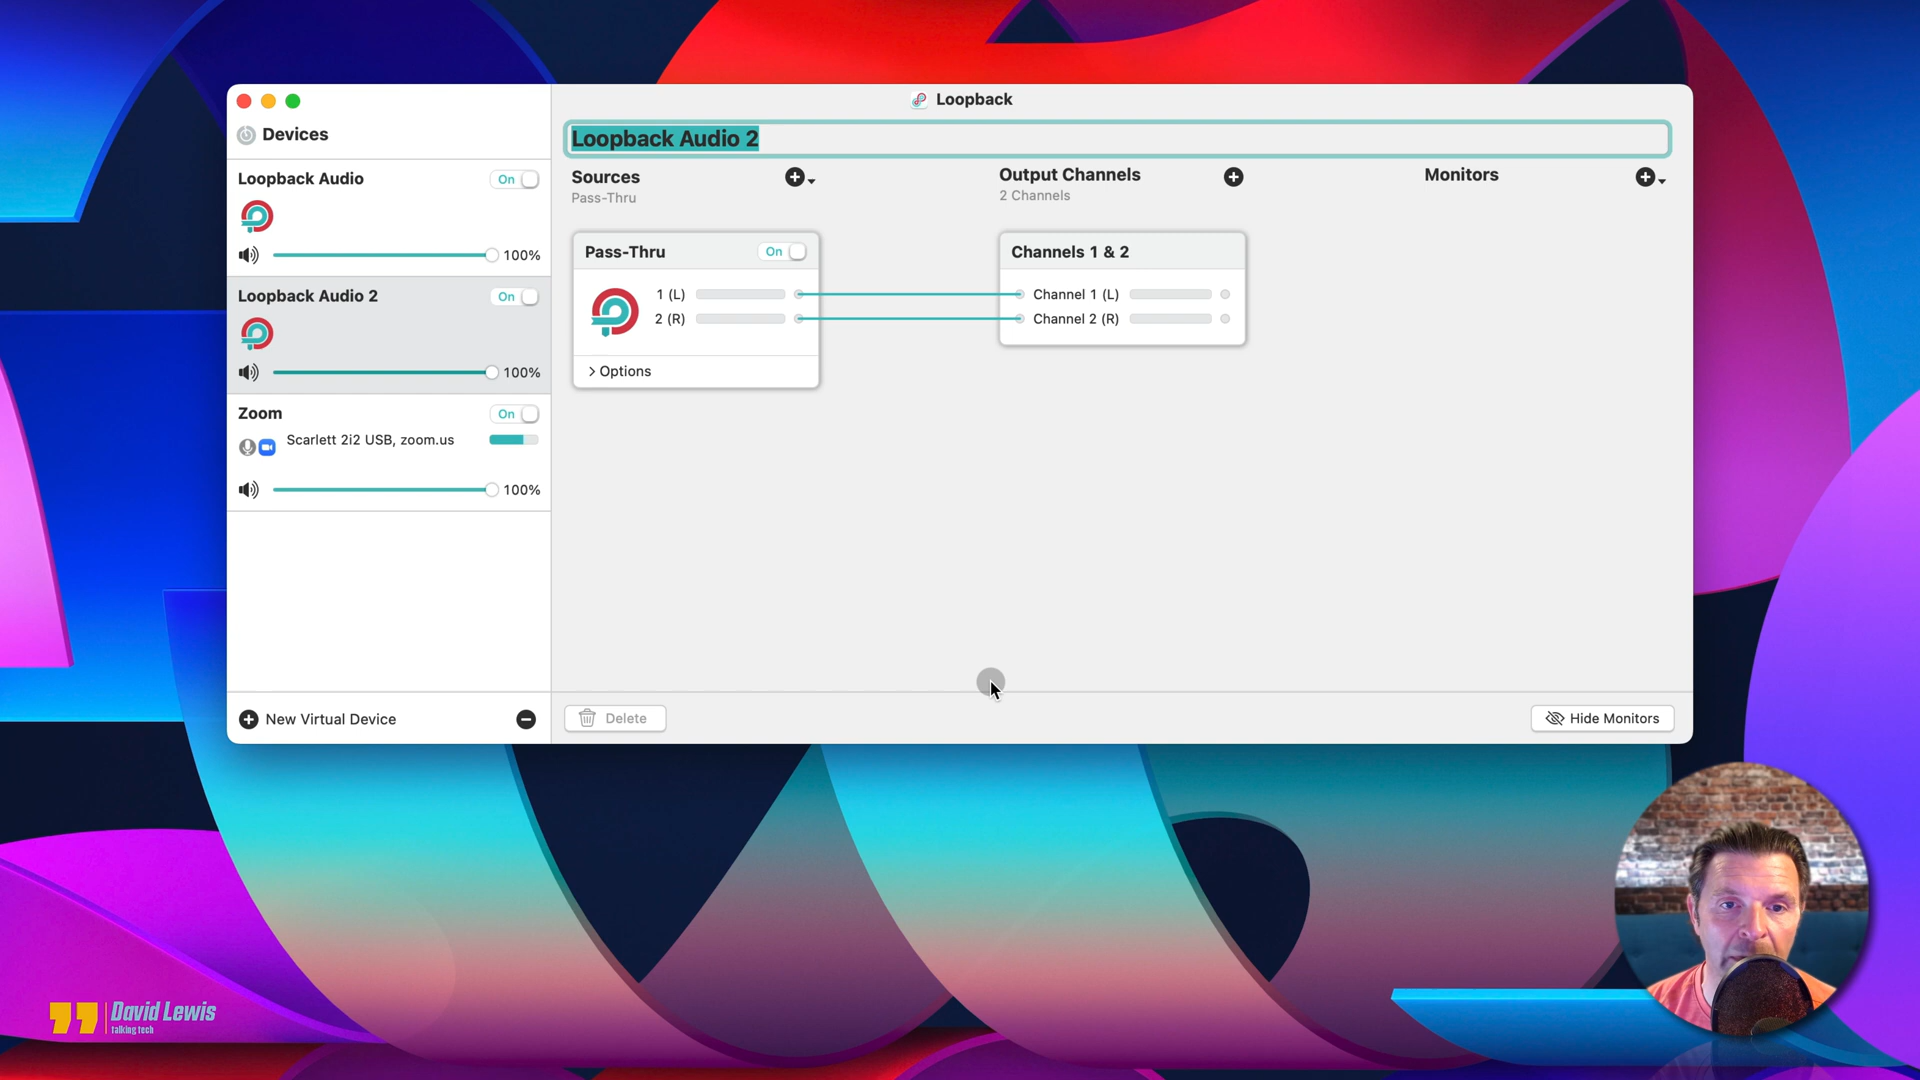 Loopback
Devices
Loopback Audio
On
100%
Loopback Audio 2
On
100%
Zoom
On
Scarlett 2i2 USB, zoom.us
100%
New Virtual Device
Loopback Audio 2
Sources
Pass-Thru
Output Channels
2 Channels
Monitors
Pass-Thru
On
1 (L)
2 (R)
Options
Channels 1 & 2
Channel 1 (L)
Channel 2 (R)
Delete
Hide Monitors
David Lewis
talking tech